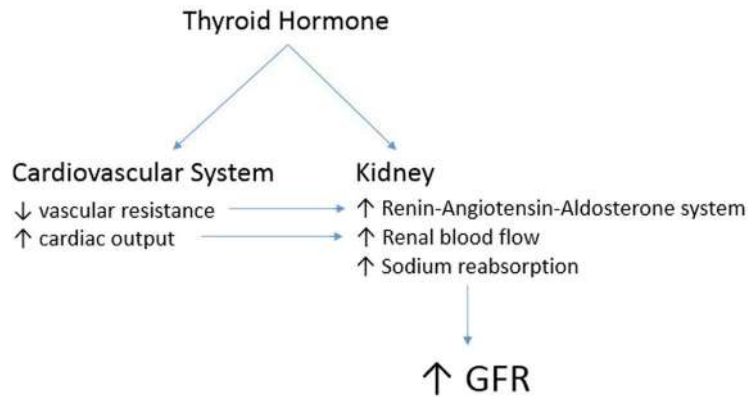 Thyroid Hormone
Cardiovascular System
↓ vascular resistance
↑ cardiac output
Kidney
↑ Renin-Angiotensin-Aldosterone system
↑ Renal blood flow
↑ Sodium reabsorption
↑ GFR